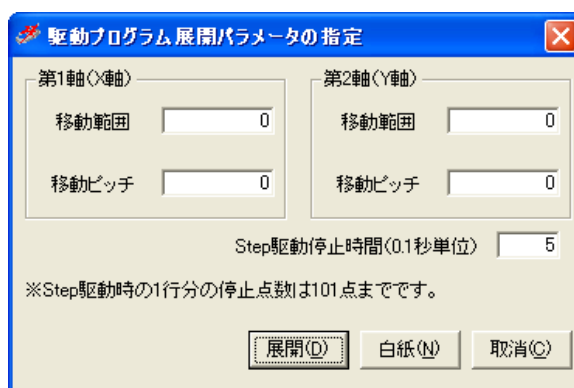 駆動プログラム展開パラメータの指定
第1軸(X軸)
移動範囲 0
移動ピッチ 0
第2軸(Y軸)
移動範囲 0
移動ピッチ 0
Step駆動停止時間(0.1秒単位) 5
※Step駆動時の1行分の停止点数は101点までです。
展開(D) 白紙(N) 取消(C)